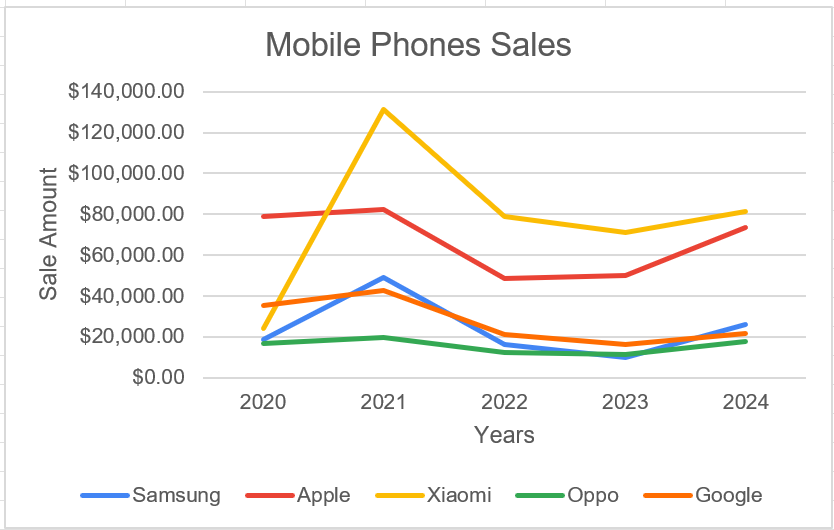 Mobile Phones Sales
$140,000.00
$120,000.00
$100,000.00
$80,000.00
$60,000.00
$40,000.00
$20,000.00
$0.00
Sale Amount
2020 2021 2022 2023 2024
Years
Samsung Apple Xiaomi Oppo Google